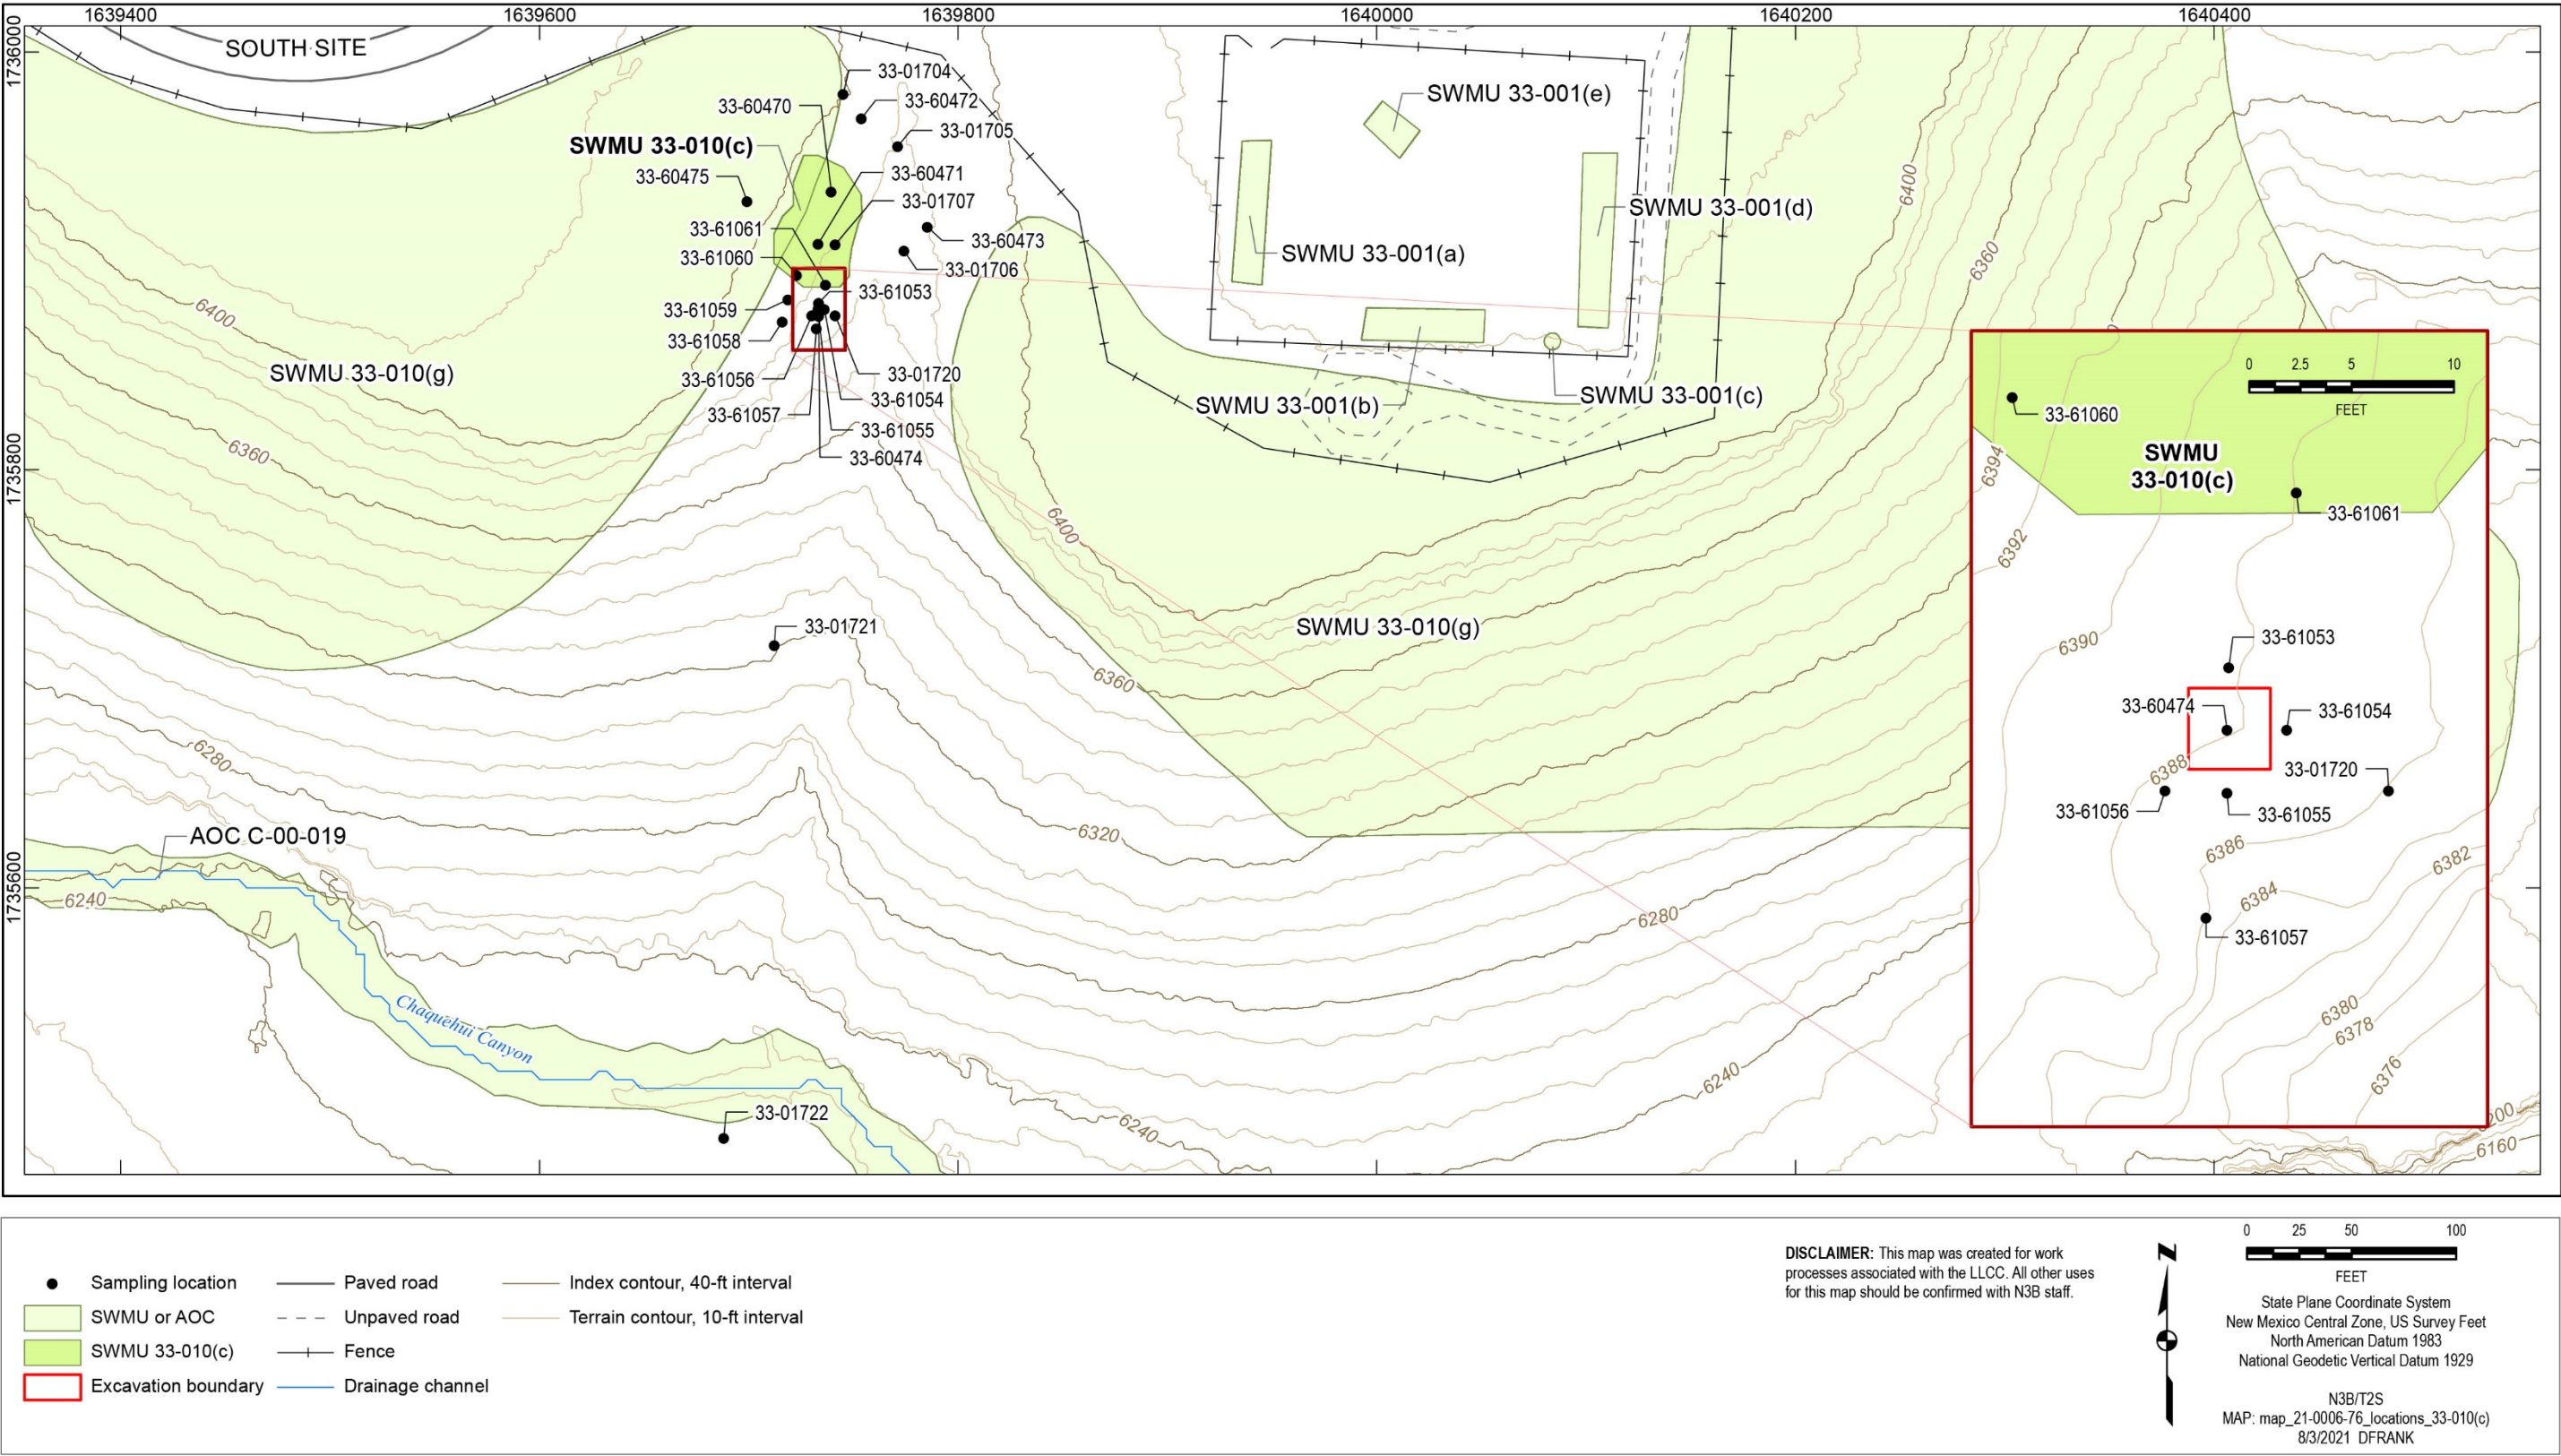 1639400
1639600
1639800
1640000
1640200
1640400
1736000
1735800
1735600
SOUTH SITE
33-01704
33-60470
33-60472
33-01705
SWMU 33-010(c)
33-60475
33-60471
33-01707
33-61061
33-60473
33-61060
33-01706
33-61053
33-61059
33-61058
33-61056
33-01720
33-61054
33-61057
33-61055
33-60474
SWMU 33-001(e)
SWMU 33-001(d)
SWMU 33-001(a)
SWMU 33-001(b)
SWMU 33-001(c)
6400
6360
6400
SWMU 33-010(g)
6360
6400
SWMU 33-010(g)
33-01721
6360
6280
6320
6280
AOC C-00-019
6240
Chaquehui Canyon
33-01722
6240
6240
200
6160
0 2.5 5 10
FEET
33-61060
SWMU
33-010(c)
6394
33-61061
6392
6390
33-61053
33-60474
33-61054
6388
33-01720
33-61056
33-61055
6386
6382
6384
33-61057
6380
6378
6376
Sampling location
SWMU or AOC
SWMU 33-010(c)
Excavation boundary
Paved road
Unpaved road
Fence
Drainage channel
Index contour, 40-ft interval
Terrain contour, 10-ft interval
DISCLAIMER: This map was created for work
processes associated with the LLCC. All other uses
for this map should be confirmed with N3B staff.
N
0 25 50 100
FEET
State Plane Coordinate System
New Mexico Central Zone, US Survey Feet
North American Datum 1983
National Geodetic Vertical Datum 1929
N3B/T2S
MAP: map_21-0006-76_locations_33-010(c)
8/3/2021 DFRANK